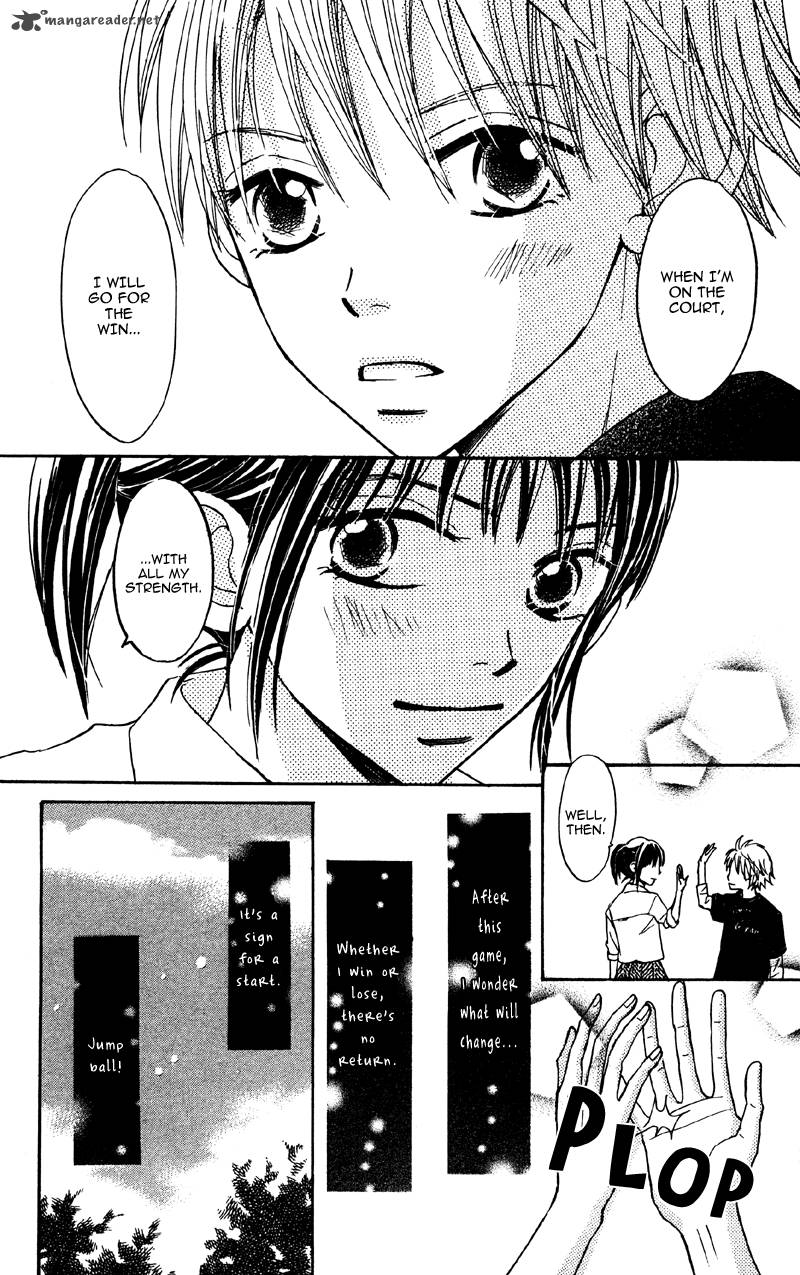 mangareader.net
WHEN I'M
ON THE
COURT,
I WILL
GO FOR
THE
WIN...
...WITH
ALL MY
STRENGTH.
WELL,
THEN.
PLOP
After
this
game,
I wonder
what will
change...
Whether
I win or
lose,
there's
no
return.
It's a
sign
for a
start.
Jump
ball!